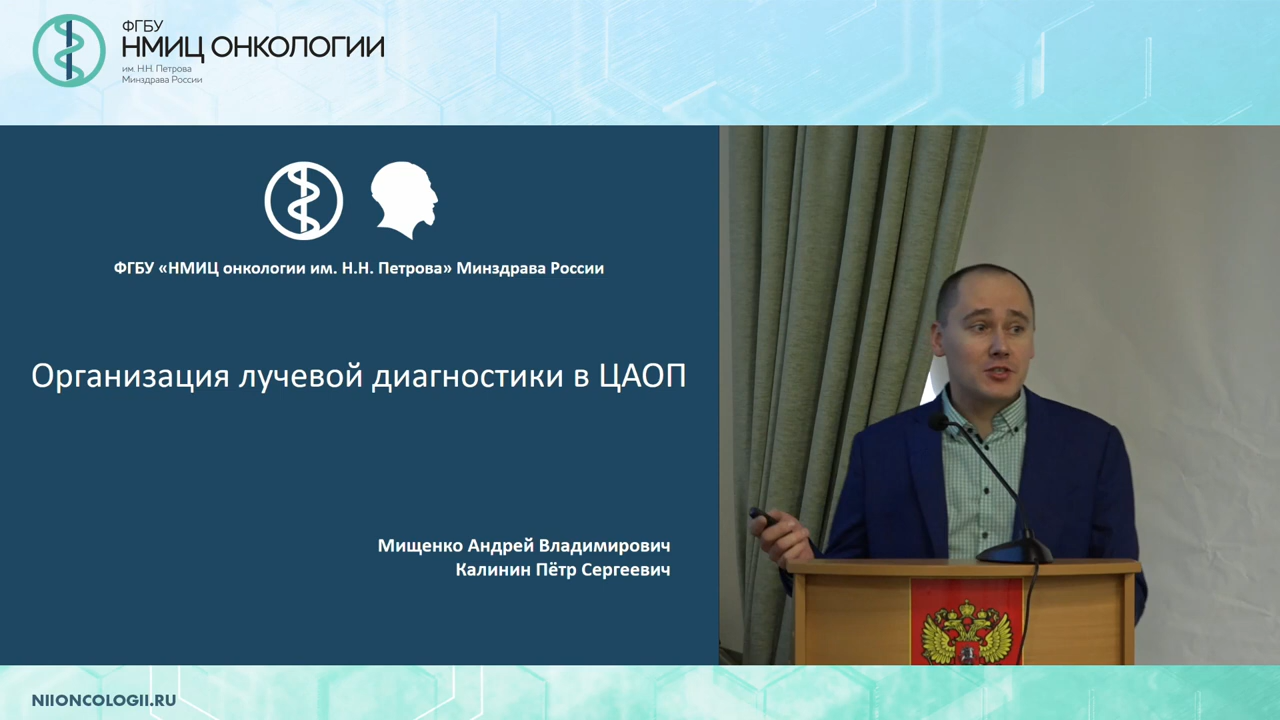 ФГБУ
НМИЦ ОНКОЛОГИИ
им. Н.Н. Петрова
Минздрава России
ФГБУ «НМИЦ онкологии им. Н.Н. Петрова» Минздрава России
Организация лучевой диагностики в ЦАОП
Мищенко Андрей Владимирович
Калинин Пётр Сергеевич
NIIONCOLOGII.RU